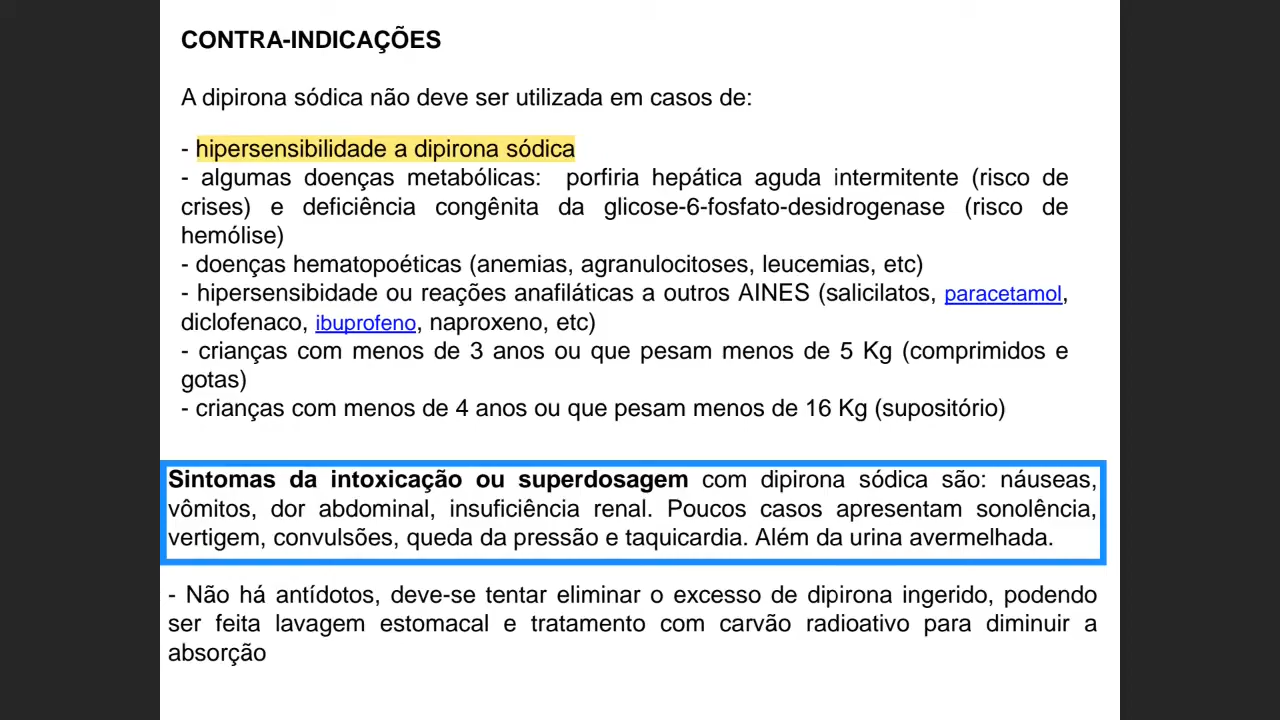 CONTRA-INDICAÇÕES
A dipirona sódica não deve ser utilizada em casos de:
- hipersensibilidade a dipirona sódica
- algumas doenças metabólicas: porfiria hepática aguda intermitente (risco de
crises) e deficiência congênita da glicose-6-fosfato-desidrogenase (risco de
hemólise)
- doenças hematopoéticas (anemias, agranulocitoses, leucemias, etc)
- hipersensibidade ou reações anafiláticas a outros AINES (salicilatos, paracetamol,
diclofenaco, ibuprofeno, naproxeno, etc)
- crianças com menos de 3 anos ou que pesam menos de 5 Kg (comprimidos e
gotas)
- crianças com menos de 4 anos ou que pesam menos de 16 Kg (supositório)
Sintomas da intoxicação ou superdosagem com dipirona sódica são: náuseas,
vômitos, dor abdominal, insuficiência renal. Poucos casos apresentam sonolência,
vertigem, convulsões, queda da pressão e taquicardia. Além da urina avermelhada.
- Não há antídotos, deve-se tentar eliminar o excesso de dipirona ingerido, podendo
ser feita lavagem estomacal e tratamento com carvão radioativo para diminuir a
absorção